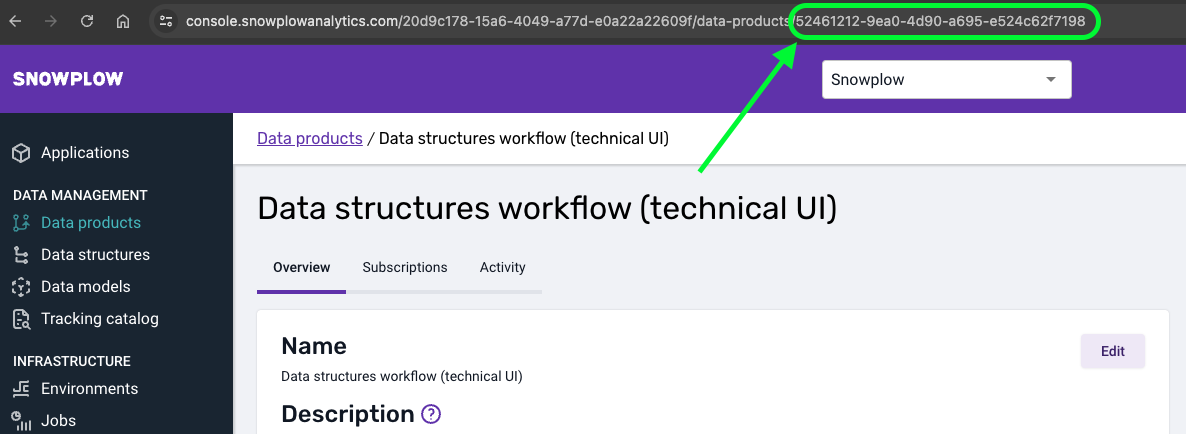 console.snowplowanalytics.com/20d9c178-15a6-4049-a77d-e0a22a22609f/data-products/52461212-9ea0-4d90-a695-e524c62f7198
SNOWPLOW
Snowplow
Applications
DATA MANAGEMENT
Data products
Data structures
Data models
Tracking catalog
INFRASTRUCTURE
Environments
Jobs
Data products / Data structures workflow (technical UI)
Data structures workflow (technical UI)
Overview Subscriptions Activity
Name
Edit
Data structures workflow (technical UI)
Description ?